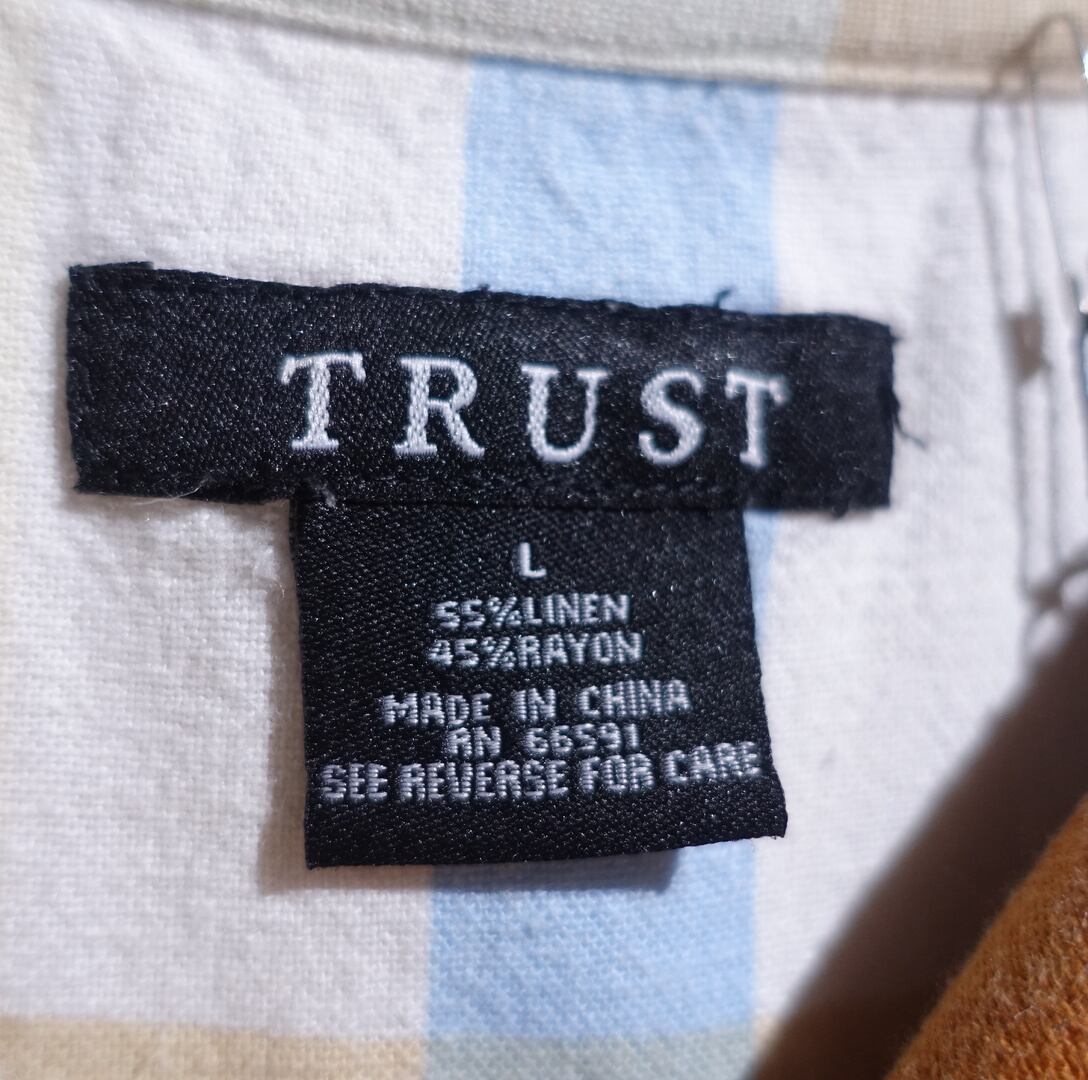 TRUST
L
55%LINEN
45%RAYON
MADE IN CHINA
RN 66591
SEE REVERSE FOR CARE